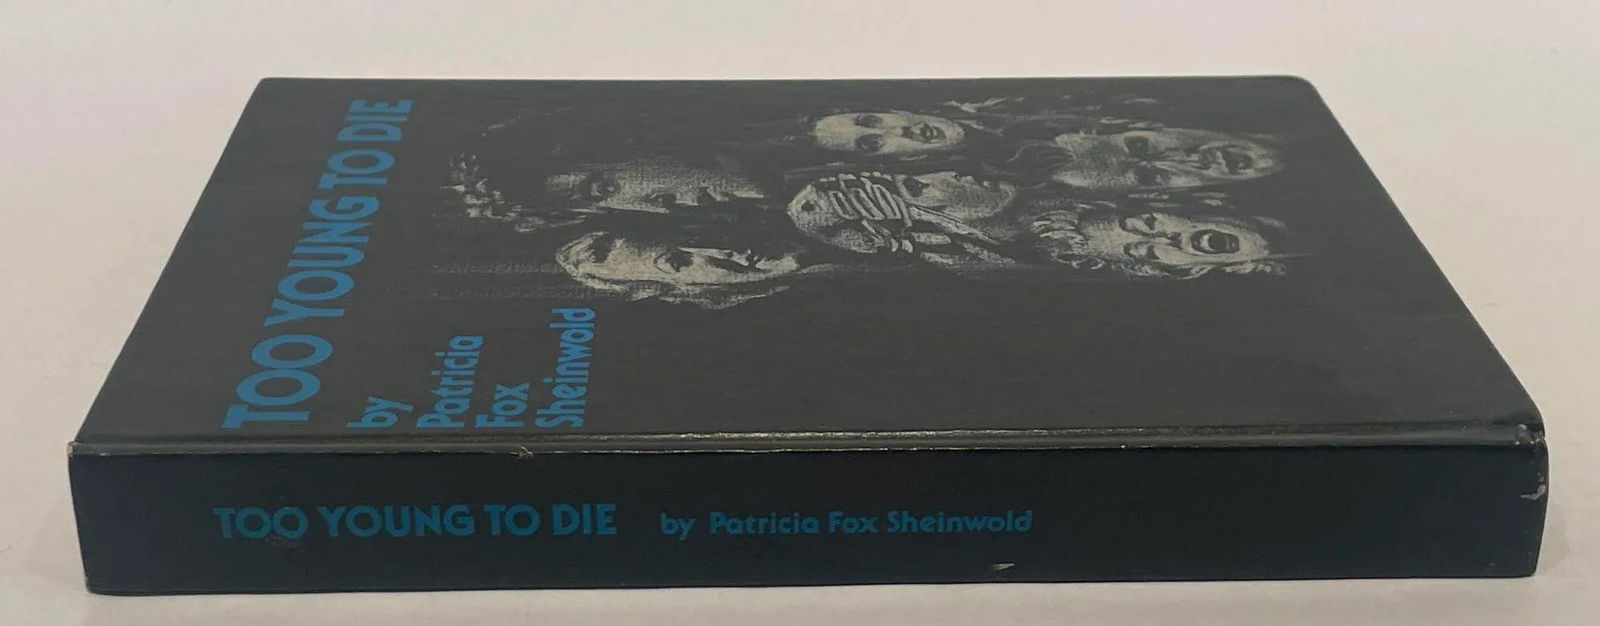 TOO YOUNG TO DIE
by
Patricia
Fox
Sheinwold
TOO YOUNG TO DIE by Patricia Fox Sheinwold